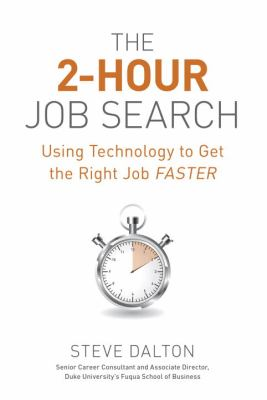 THE
2-HOUR
JOB SEARCH
Using Technology to Get
the Right Job FASTER
STEVE DALTON
Senior Career Consultant and Associate Director,
Duke University's Fuqua School of Business